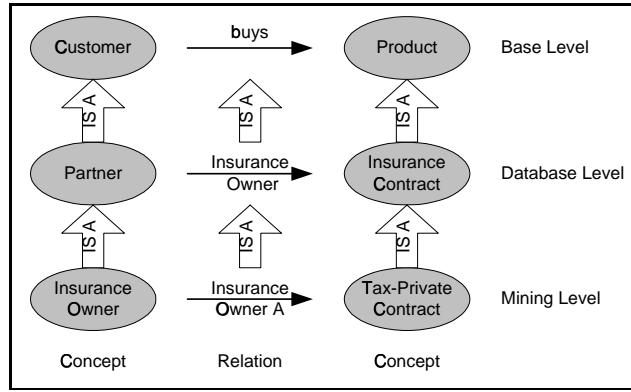 Customer
buys
Product
Base Level
IS A
IS A
IS A
Partner
Insurance
Owner
Insurance
Contract
Database Level
IS A
IS A
IS A
Insurance
Owner
Insurance
Owner A
Tax-Private
Contract
Mining Level
Concept
Relation
Concept